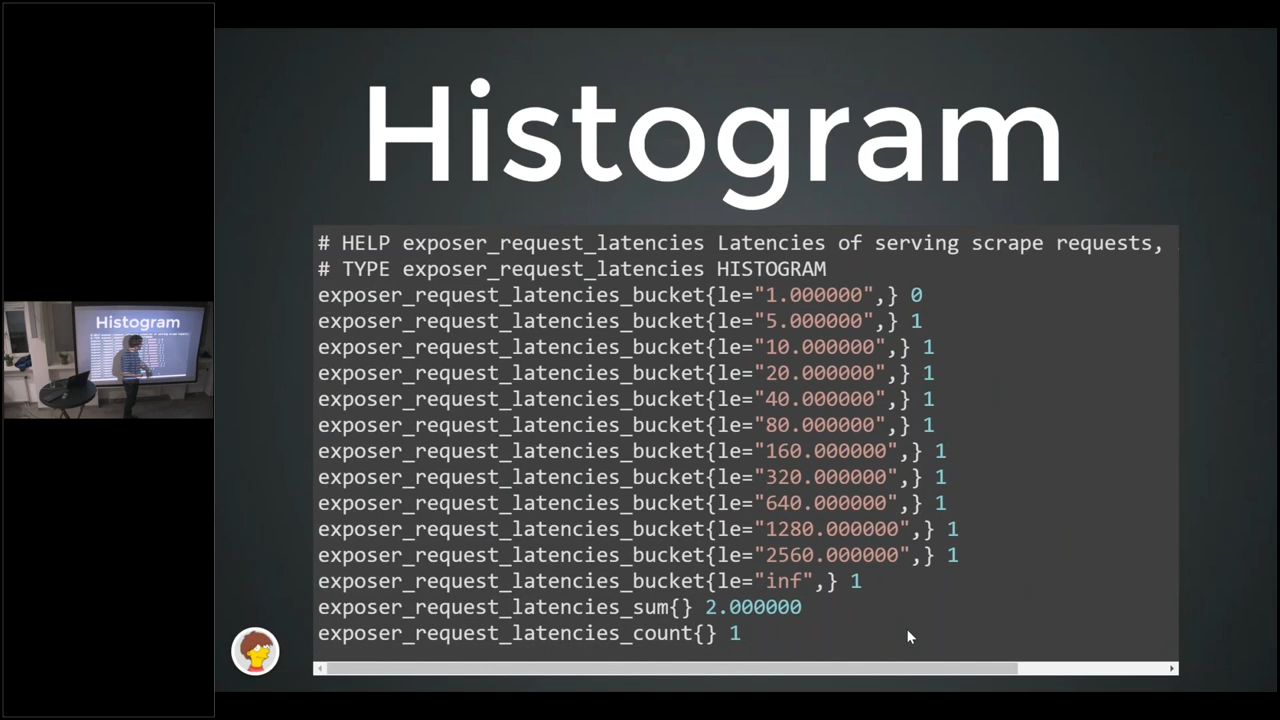 Histogram
# HELP exposer_request_latencies Latencies of serving scrape requests,
# TYPE exposer_request_latencies HISTOGRAM
exposer_request_latencies_bucket{le="1.000000",} 0
exposer_request_latencies_bucket{le="5.000000",} 1
exposer_request_latencies_bucket{le="10.000000",} 1
exposer_request_latencies_bucket{le="20.000000",} 1
exposer_request_latencies_bucket{le="40.000000",} 1
exposer_request_latencies_bucket{le="80.000000",} 1
exposer_request_latencies_bucket{le="160.000000",} 1
exposer_request_latencies_bucket{le="320.000000",} 1
exposer_request_latencies_bucket{le="640.000000",} 1
exposer_request_latencies_bucket{le="1280.000000",} 1
exposer_request_latencies_bucket{le="2560.000000",} 1
exposer_request_latencies_bucket{le="inf",} 1
exposer_request_latencies_sum{} 2.000000
exposer_request_latencies_count{} 1
Histogram